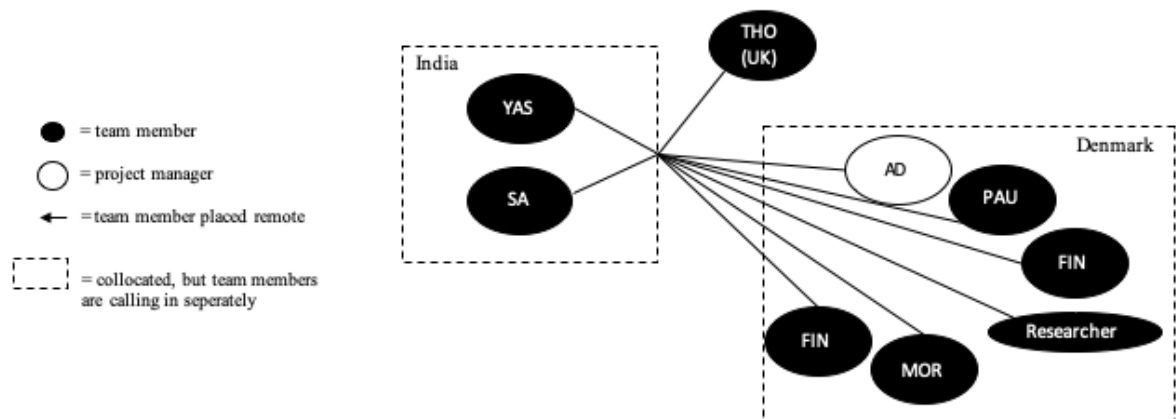 THO
(UK)
India
YAS
SA
Denmark
AD
PAU
FIN
Researcher
FIN
MOR
= team member
= project manager
=team member placed remote
= collocated, but team members
are calling in seperately